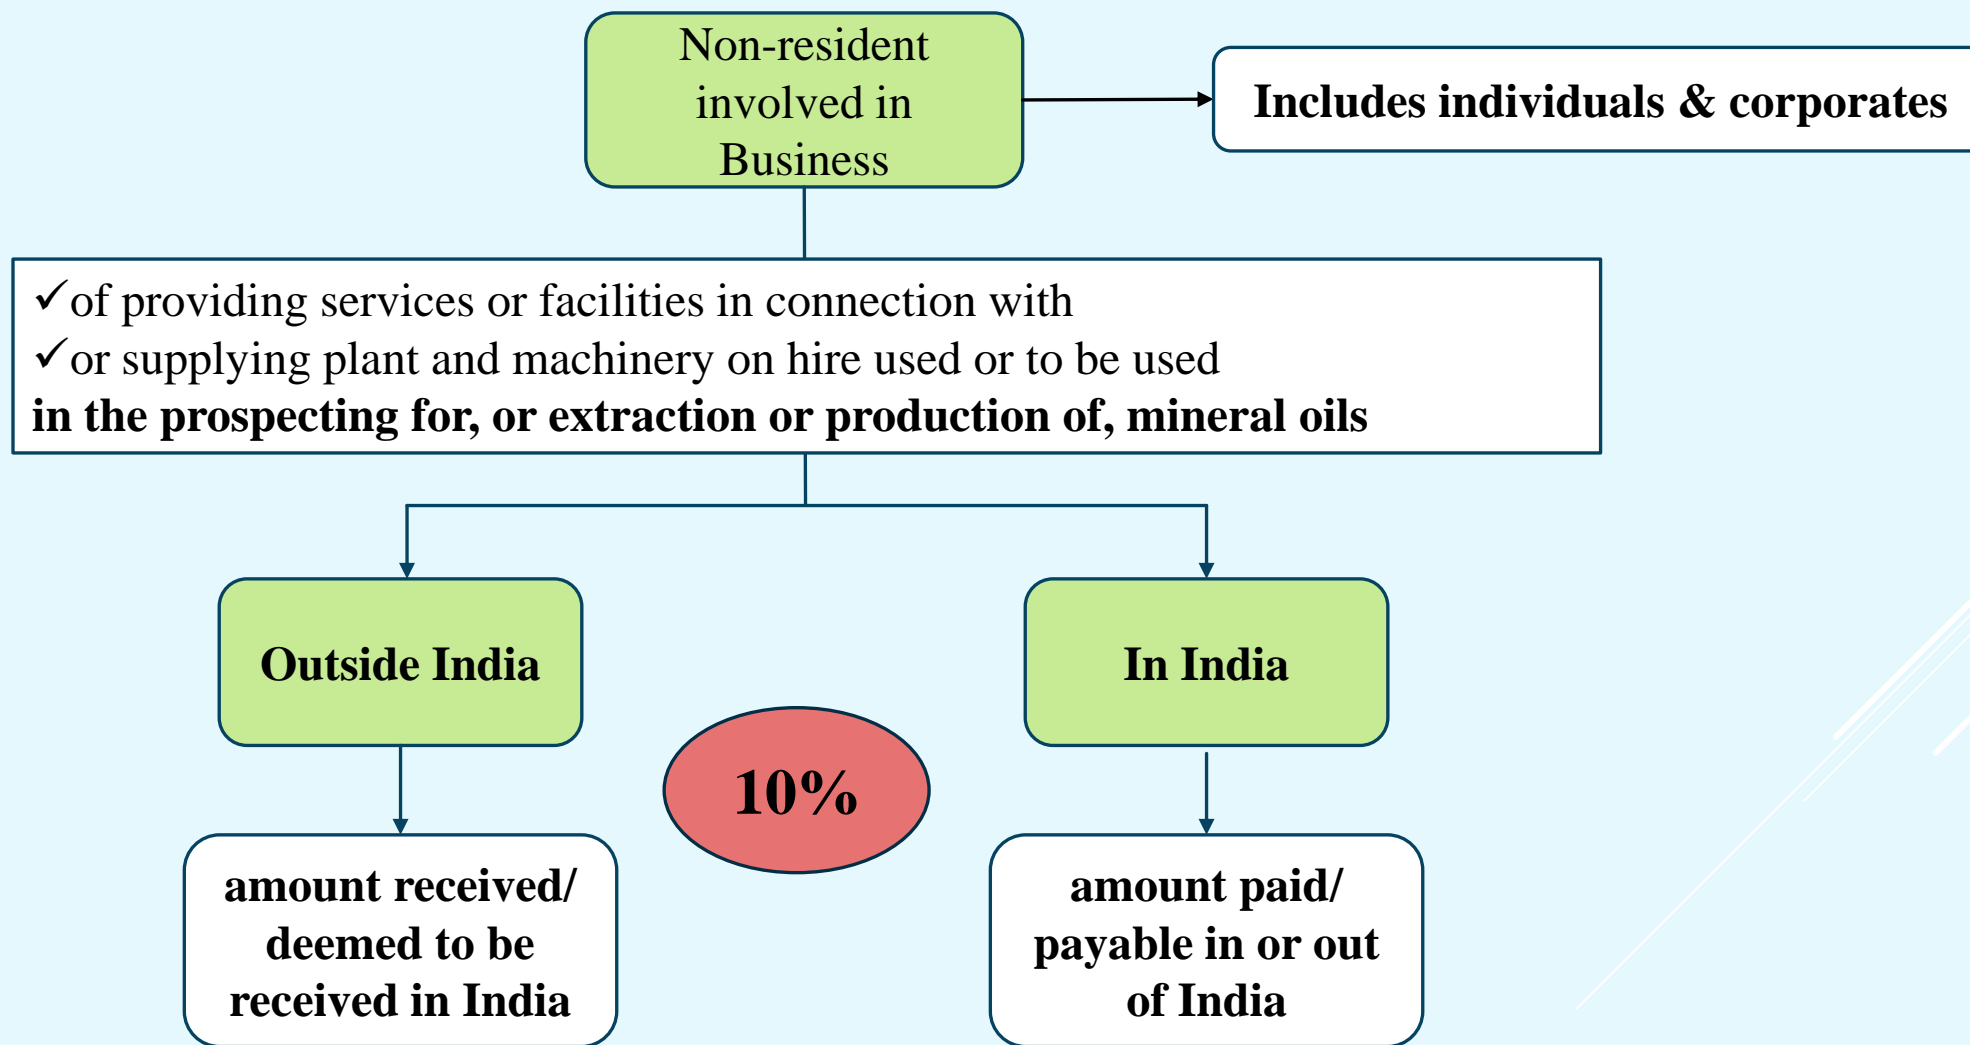 Non-resident
involved in
Business
Includes individuals & corporates
✓of providing services or facilities in connection with
✓or supplying plant and machinery on hire used or to be used
in the prospecting for, or extraction or production of, mineral oils
Outside India
In India
10%
amount received/
deemed to be
received in India
amount paid/
payable in or out
of India